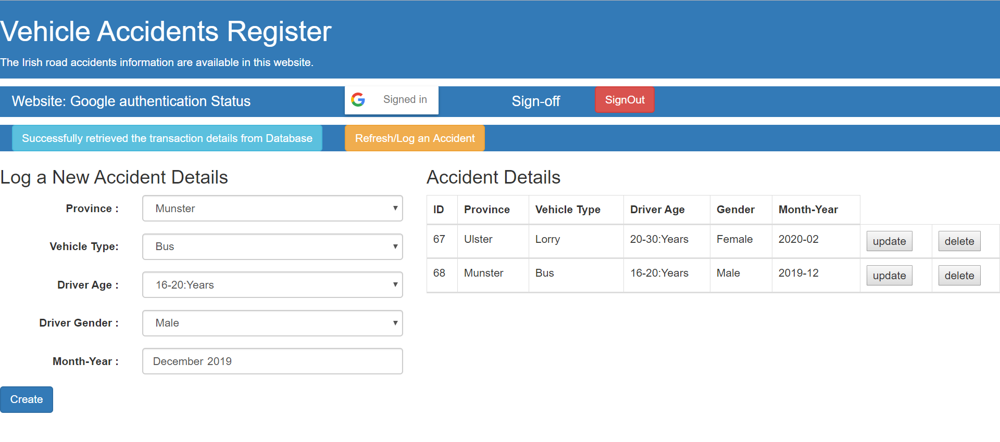 Vehicle Accidents Register
The Irish road accidents information are available in this website.
Website: Google authentication Status
Signed in
Sign-off
SignOut
Successfully retrieved the transaction details from Database
Refresh/Log an Accident
Log a New Accident Details
Province :
Munster
Vehicle Type:
Bus
Driver Age :
16-20:Years
Driver Gender :
Male
Month-Year :
December 2019
Create
Accident Details
ID Province Vehicle Type Driver Age Gender Month-Year
67 Ulster Lorry 20-30:Years Female 2020-02 update delete
68 Munster Bus 16-20:Years Male 2019-12 update delete